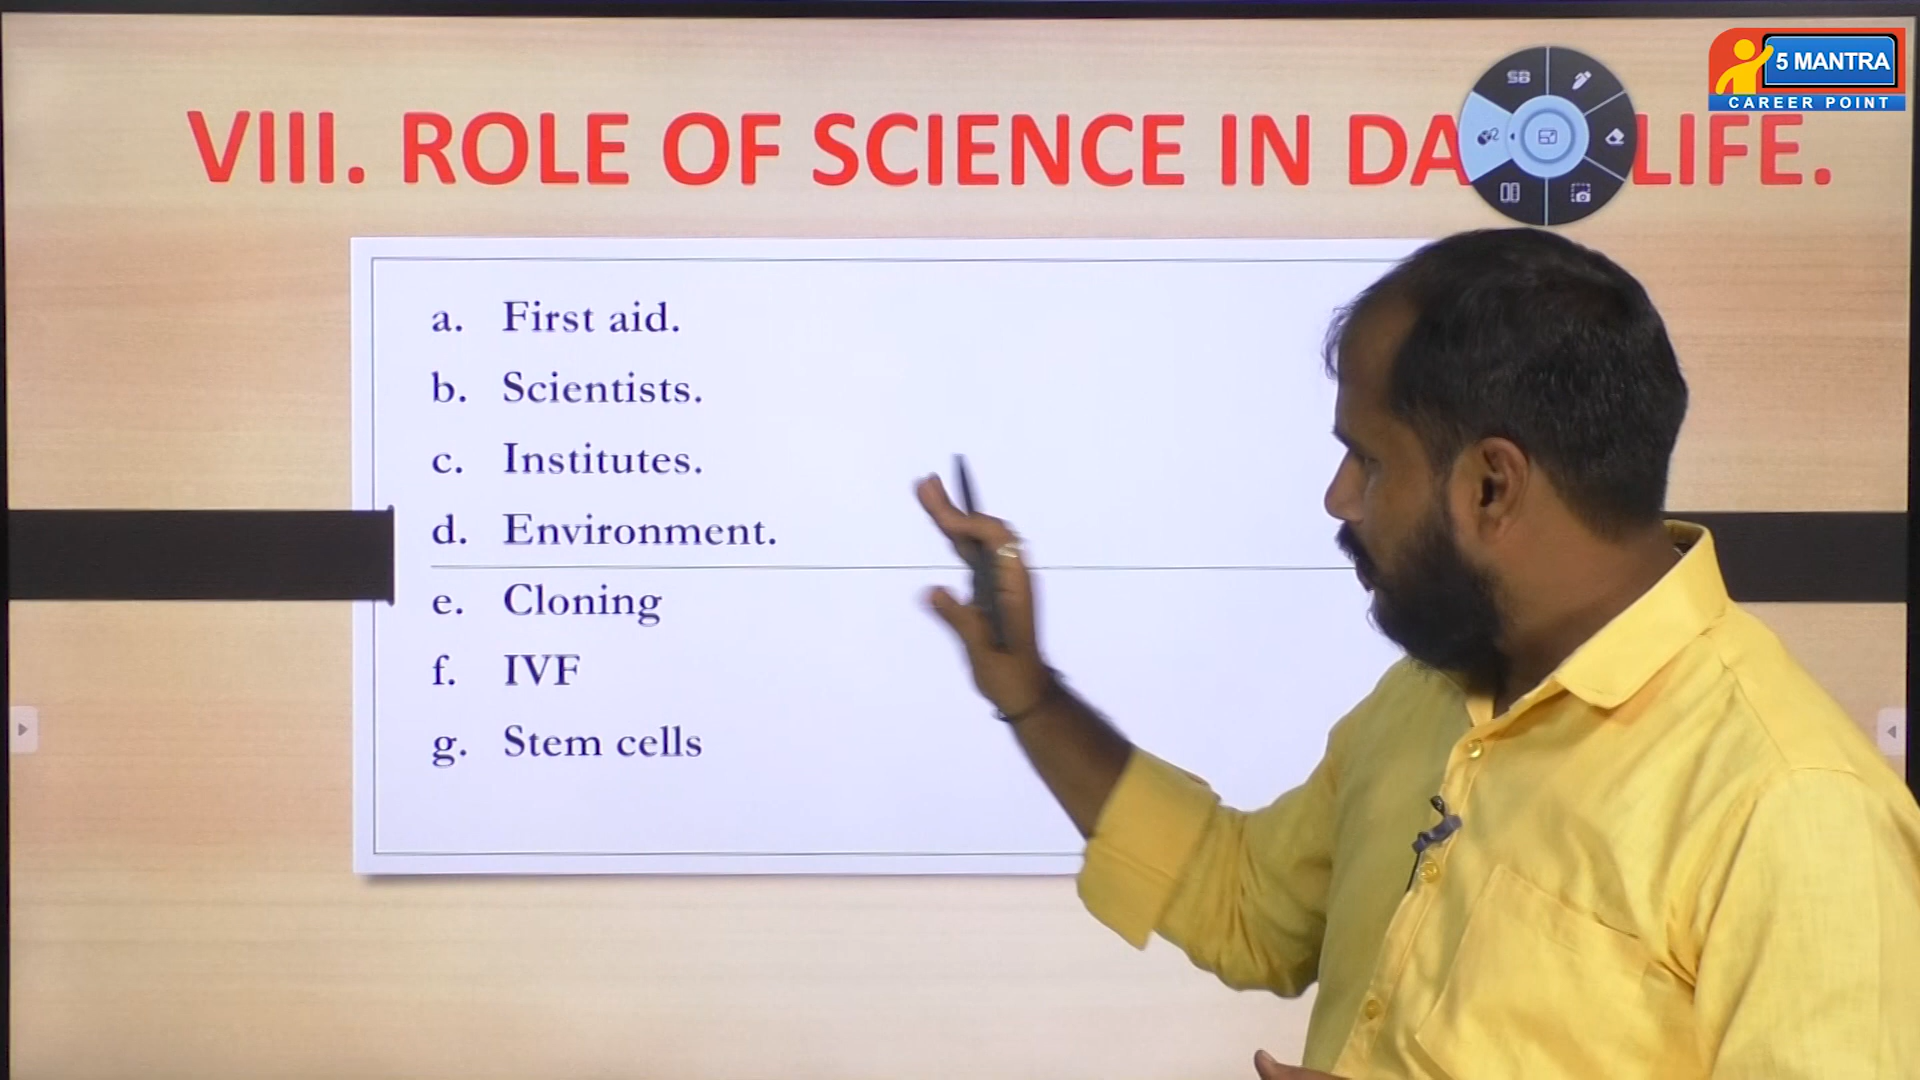 5 MANTRA
CAREER POINT
SB
VIII. ROLE OF SCIENCE IN DA LIFE.
a. First aid.
b. Scientists.
c. Institutes.
d. Environment.
e. Cloning
f. IVF
g. Stem cells